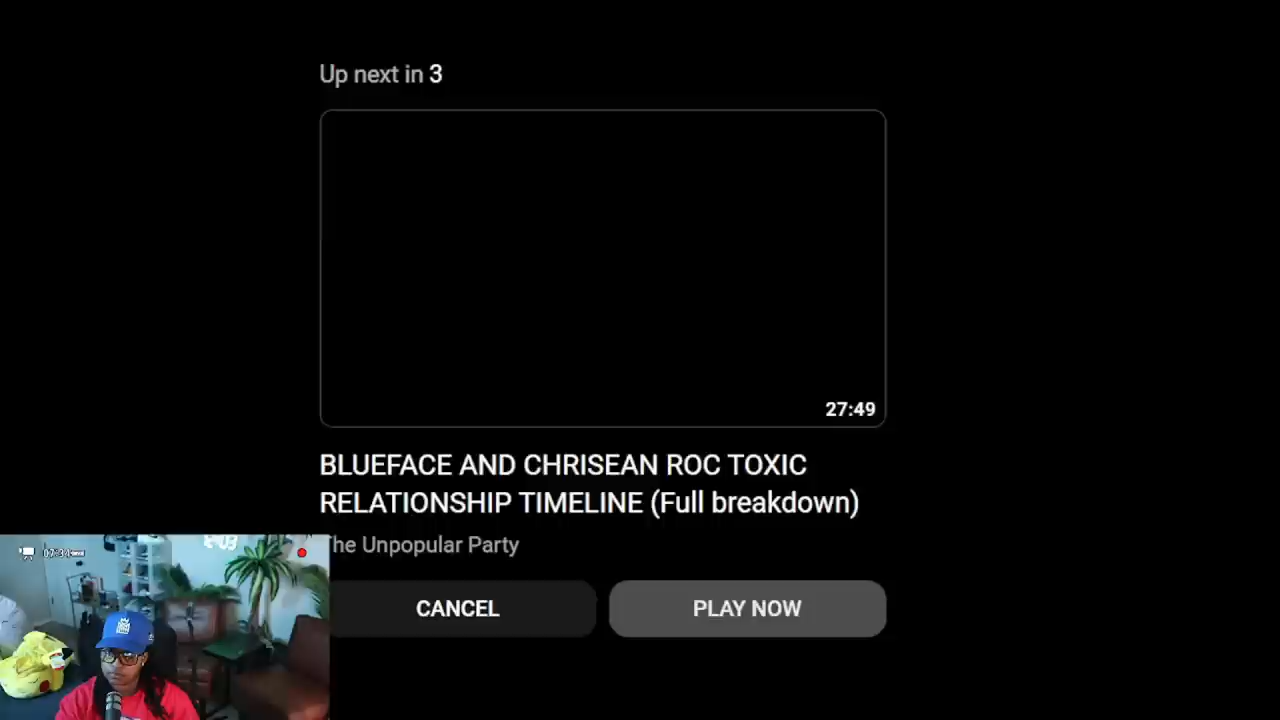 Up next in 3
27:49
BLUEFACE AND CHRISEAN ROC TOXIC
RELATIONSHIP TIMELINE (Full breakdown)
The Unpopular Party
CANCEL
PLAY NOW